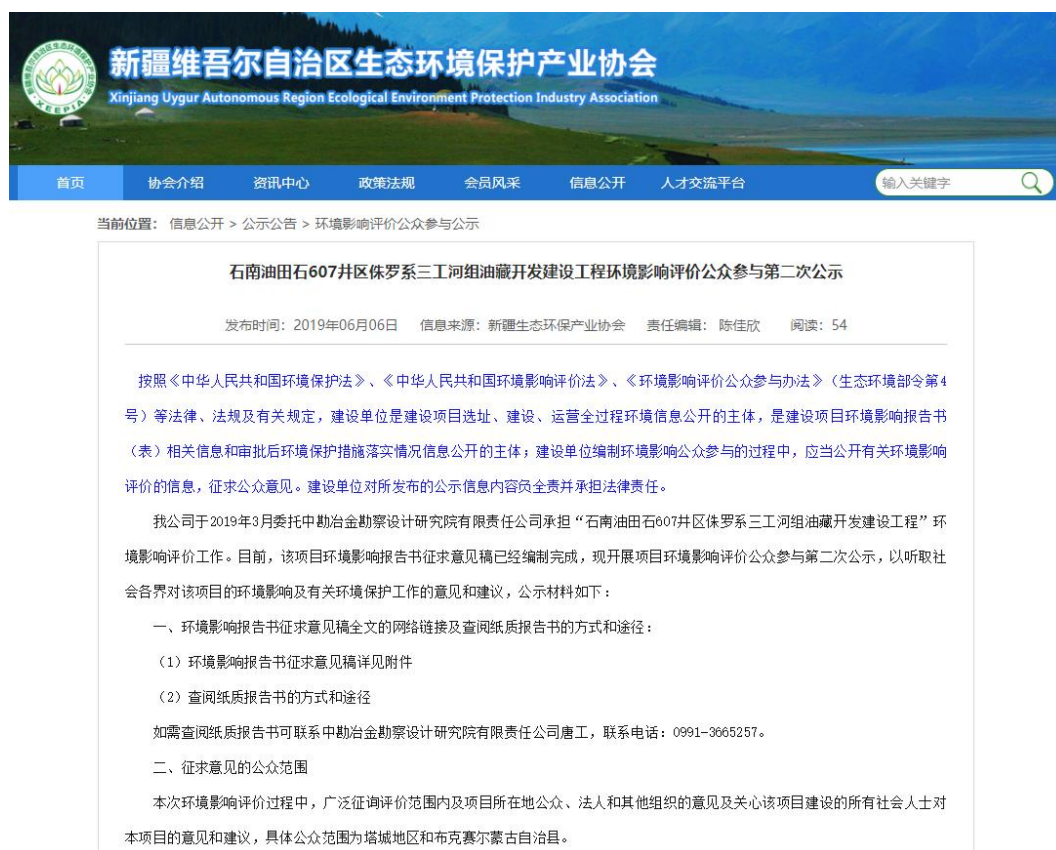 新疆维吾尔自治区生态环境保护产业协会
Xinjiang Uygur Autonomous Region Ecological Environment Protection Industry Association
XEEPIA
首页 协会介绍 资讯中心 政策法规 会员风采 信息公开 人才交流平台 输入关键字
当前位置： 信息公开 > 公示公告 > 环境影响评价公众参与公示
石南油田石607井区侏罗系三工河组油藏开发建设工程环境影响评价公众参与第二次公示
发布时间：2019年06月06日 信息来源：新疆生态环保产业协会 责任编辑： 陈佳欣 阅读：54
按照《中华人民共和国环境保护法》、《中华人民共和国环境影响评价法》、《环境影响评价公众参与办法》（生态环境部令第4
号）等法律、法规及有关规定，建设单位是建设项目选址、建设、运营全过程环境信息公开的主体，是建设项目环境影响报告书
（表）相关信息和审批后环境保护措施落实情况信息公开的主体；建设单位编制环境影响公众参与的过程中，应当公开有关环境影响
评价的信息，征求公众意见。建设单位对所发布的公示信息内容负全责并承担法律责任。
我公司于2019年3月委托中勘冶金勘察设计研究院有限责任公司承担“石南油田石607井区侏罗系三工河组油藏开发建设工程”环
境影响评价工作。目前，该项目环境影响报告书征求意见稿已经编制完成，现开展项目环境影响评价公众参与第二次公示，以听取社
会各界对该项目的环境影响及有关环境保护工作的意见和建议，公示材料如下：
一、环境影响报告书征求意见稿全文的网络链接及查阅纸质报告书的方式和途径：
（1）环境影响报告书征求意见稿详见附件
（2）查阅纸质报告书的方式和途径
如需查阅纸质报告书可联系中勘冶金勘察设计研究院有限责任公司唐工，联系电话：0991-3665257。
二、征求意见的公众范围
本次环境影响评价过程中，广泛征询评价范围内及项目所在地公众、法人和其他组织的意见及关心该项目建设的所有社会人士对
本项目的意见和建议，具体公众范围为塔城地区和布克赛尔蒙古自治县。